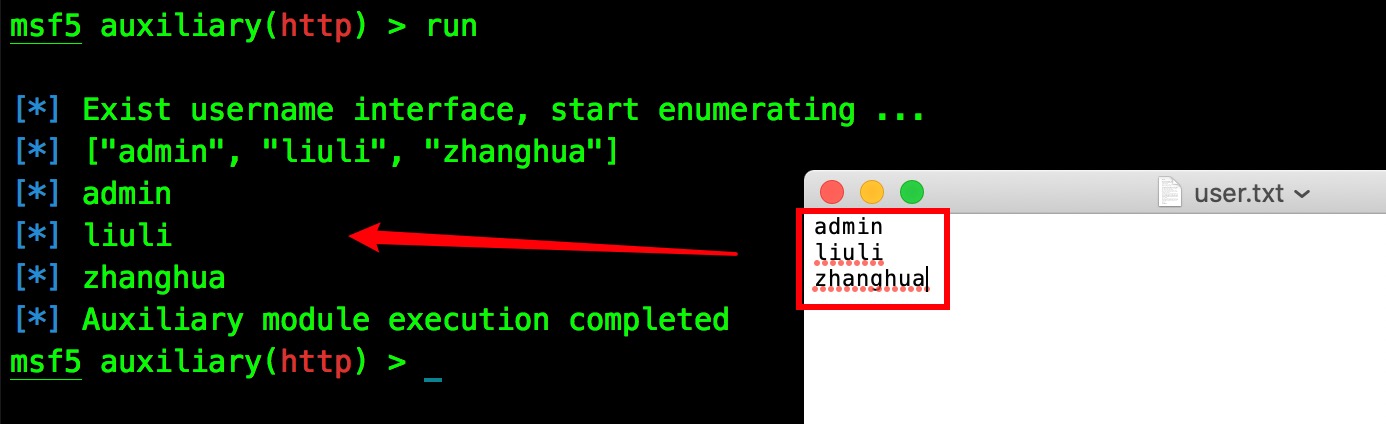 msf5 auxiliary(http) > run
[*] Exist username interface, start enumerating ...
[*] ["admin", "liuli", "zhanghua"]
[*] admin
[*] liuli
[*] zhanghua
[*] Auxiliary module execution completed
msf5 auxiliary(http) > _
user.txt
admin
liuli
zhanghua